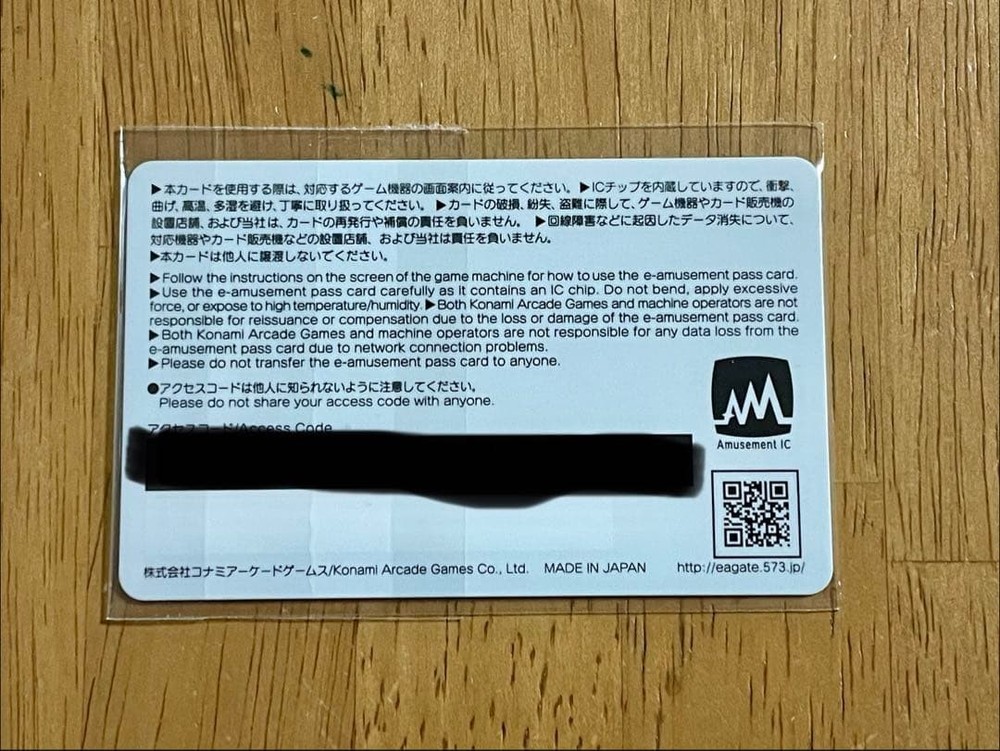 ▶本カードを使用する際は、対応するゲーム機器の画面案内に従ってください。▶ICチップを内蔵していますので、衝撃、
曲げ、高温、多湿を避け、丁寧に取り扱ってください。▶カードの破損、紛失、盗難に際して、ゲーム機器やカード販売機の
設置店舗、および当社は、カードの再発行や補償の責任を負いません。 ▶回線障害などに起因したデータ消失について、
対応機器やカード販売機などの設置店舗、および当社は責任を負いません。
▶本カードは他人に譲渡しないでください。
▶Follow the instructions on the screen of the game machine for how to use the e-amusement pass card.
▶Use the e-amusement pass card carefully as it contains an IC chip. Do not bend, apply excessive
force, or expose to high temperature/humidity. ▶Both Konami Arcade Games and machine operators are not
responsible for reissuance or compensation due to the loss or damage of the e-amusement pass card.
▶Both Konami Arcade Games and machine operators are not responsible for any data loss from the
e-amusement pass card due to network connection problems.
▶Please do not transfer the e-amusement pass card to anyone.
●アクセスコードは他人に知られないように注意してください。
Please do not share your access code with anyone.
アクセスコード/Access Code
Amusement IC
株式会社コナミアーケードゲームス/Konami Arcade Games Co., Ltd. MADE IN JAPAN
http://eagate.573.jp/